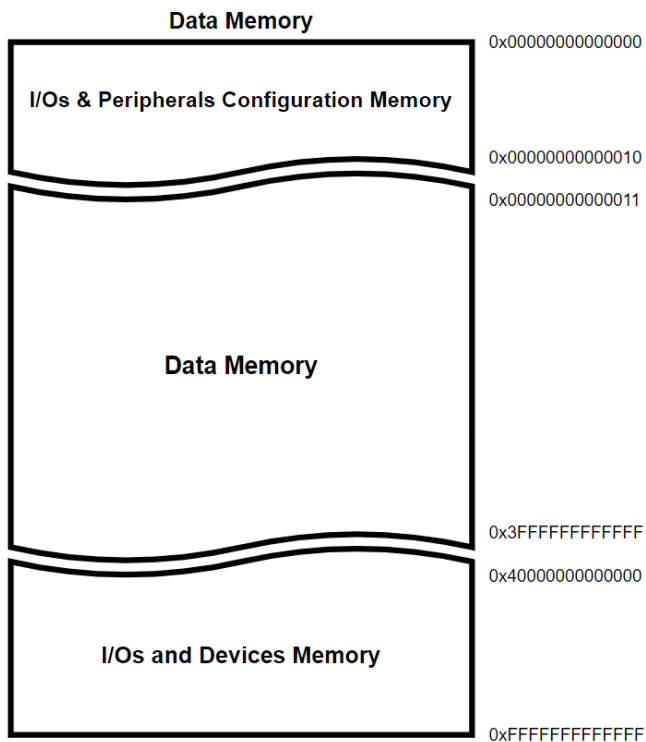 Data Memory
0x00000000000000
I/Os & Peripherals Configuration Memory
0x00000000000010
0x00000000000011
Data Memory
0x3FFFFFFFFFFFF
0x40000000000000
I/Os and Devices Memory
0xFFFFFFFFFFFFF